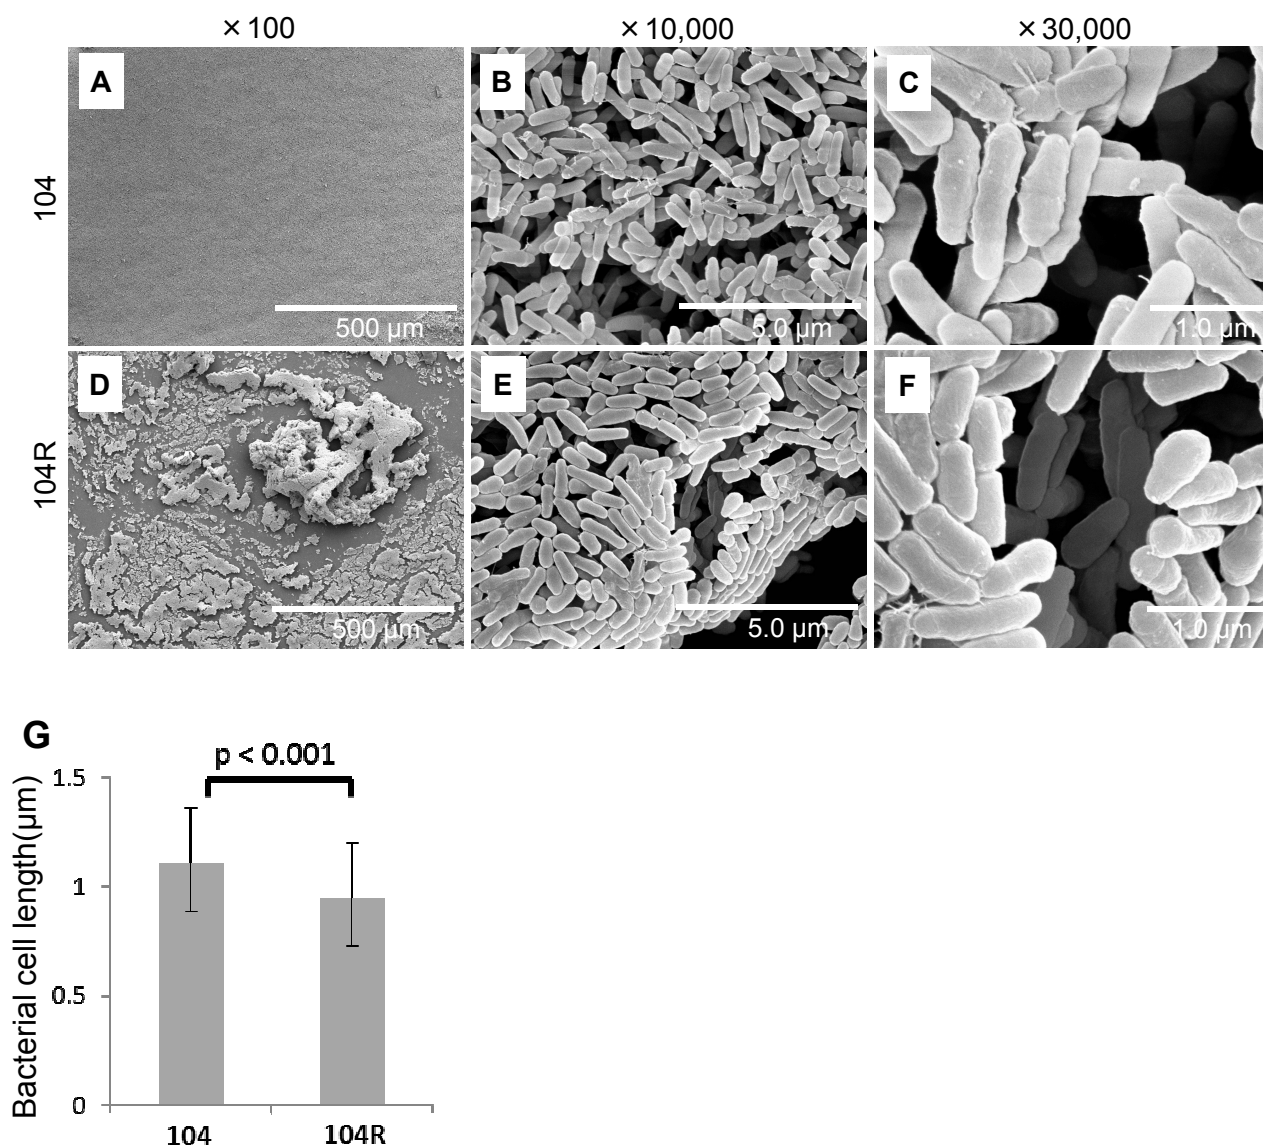 ×100
×10,000
×30,000
104
A
500 µm
B
5.0 µm
C
1.0 µm
104R
D
500 µm
E
5.0 µm
F
1.0 µm
G
p < 0.001
Bacterial cell length(µm)
1.5
1
0.5
0
104
104R